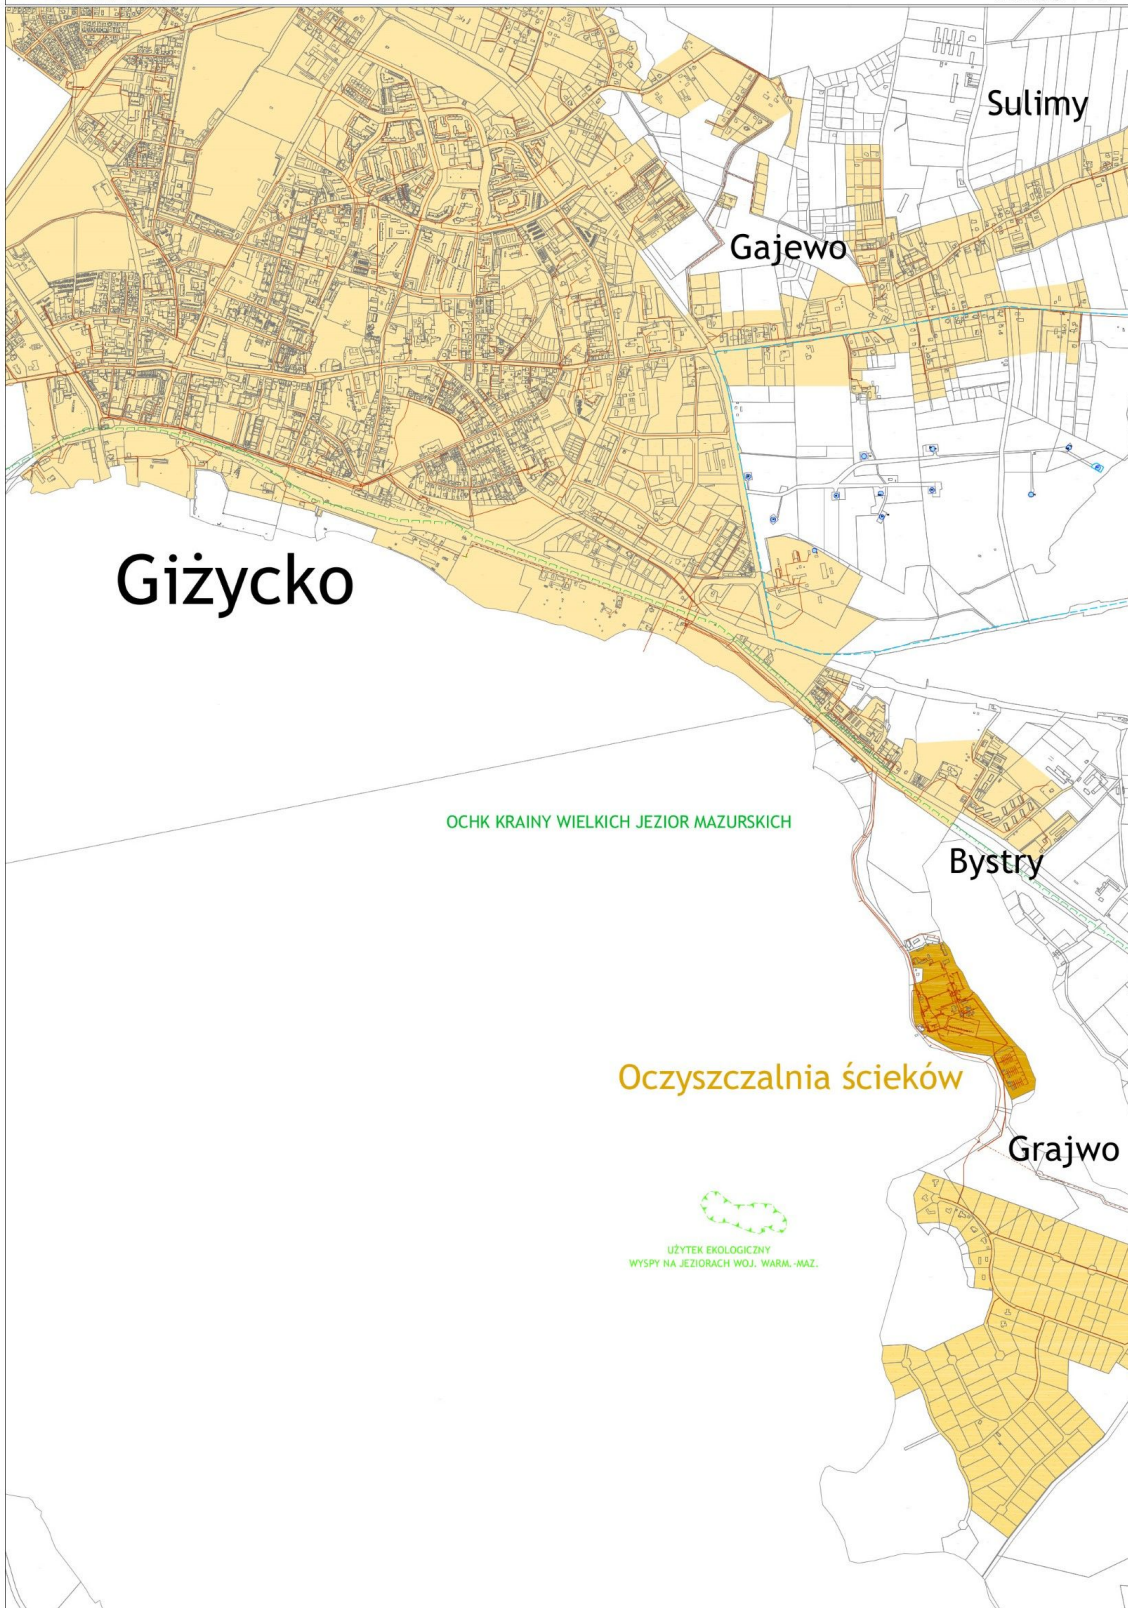 Sulimy
Gajewo
Giżycko
OCHK KRAINY WIELKICH JEZIOR MAZURSKICH
Bystry
Oczyszczalnia ścieków
Grajwo
UŻYTEK EKOLOGICZNY
WYSPY NA JEZIORACH WOJ. WARM.-MAZ.